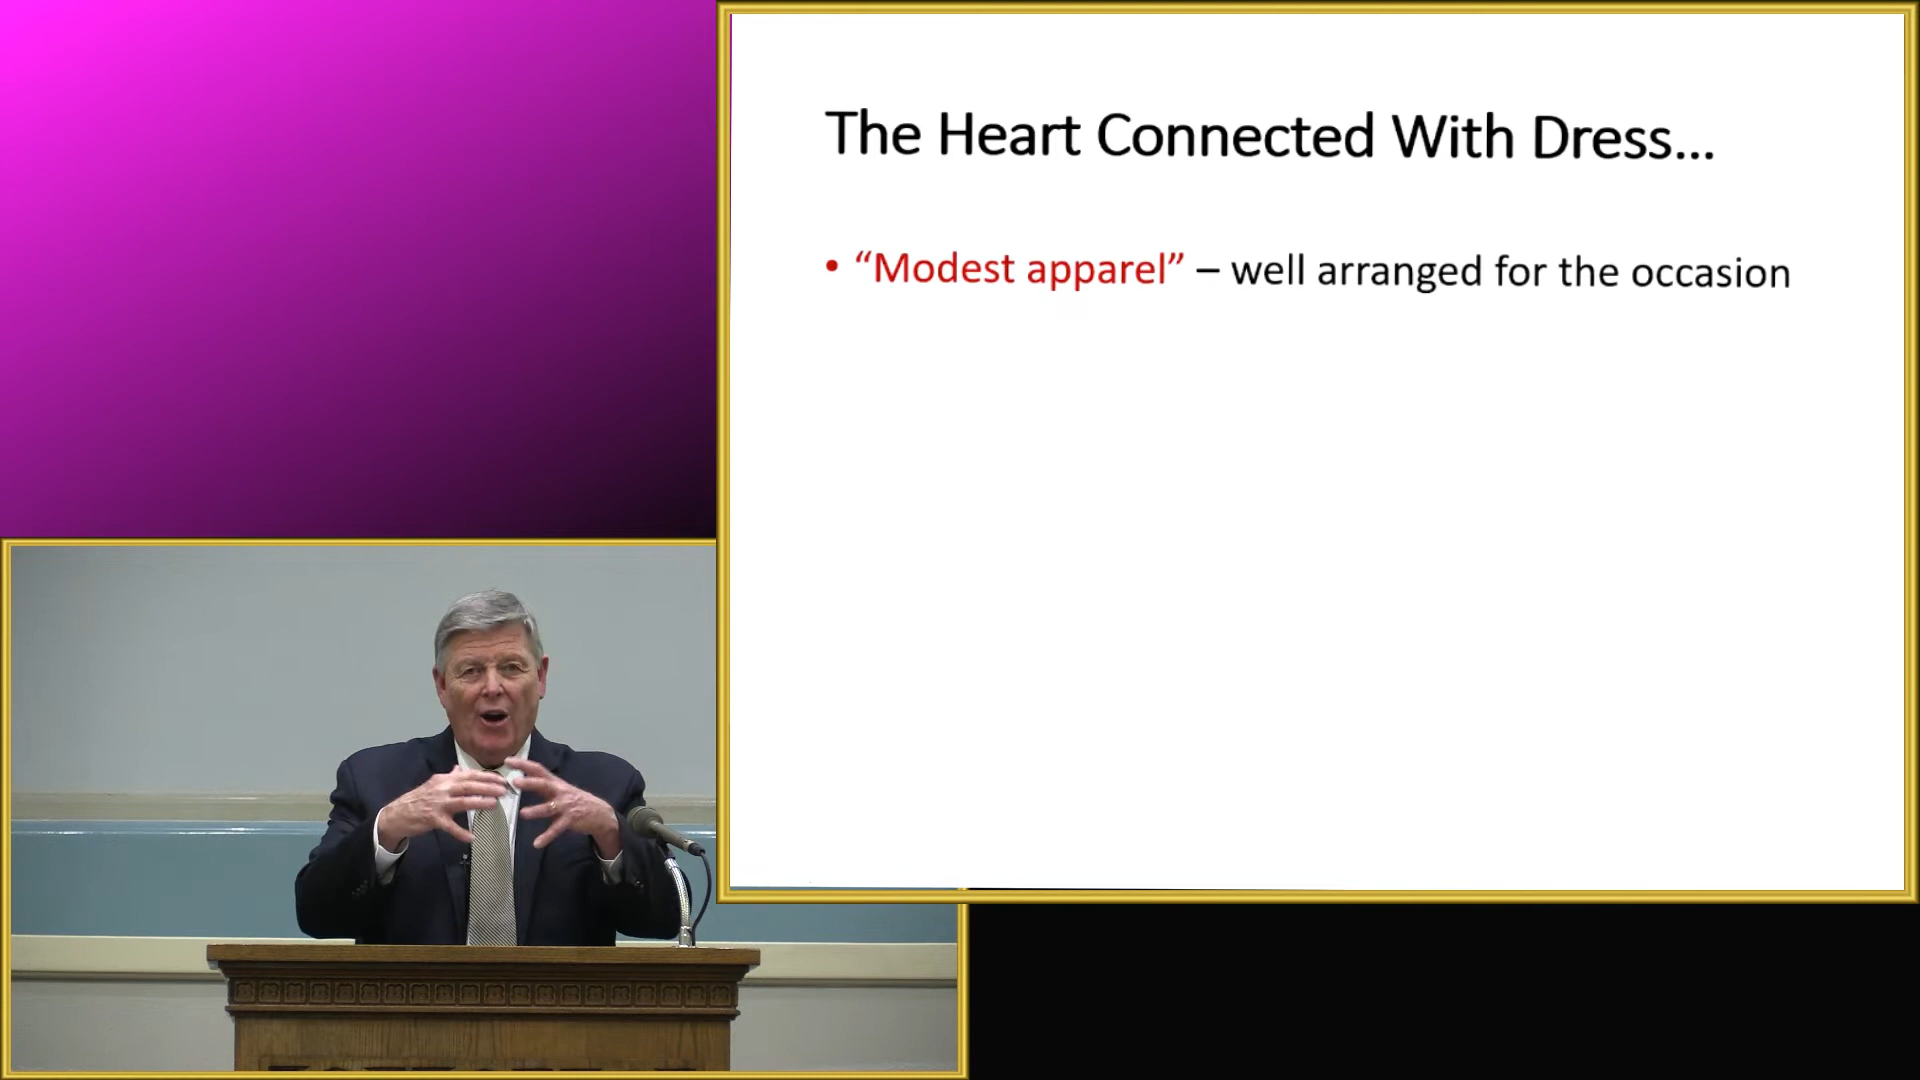 The Heart Connected With Dress...
• “Modest apparel” – well arranged for the occasion